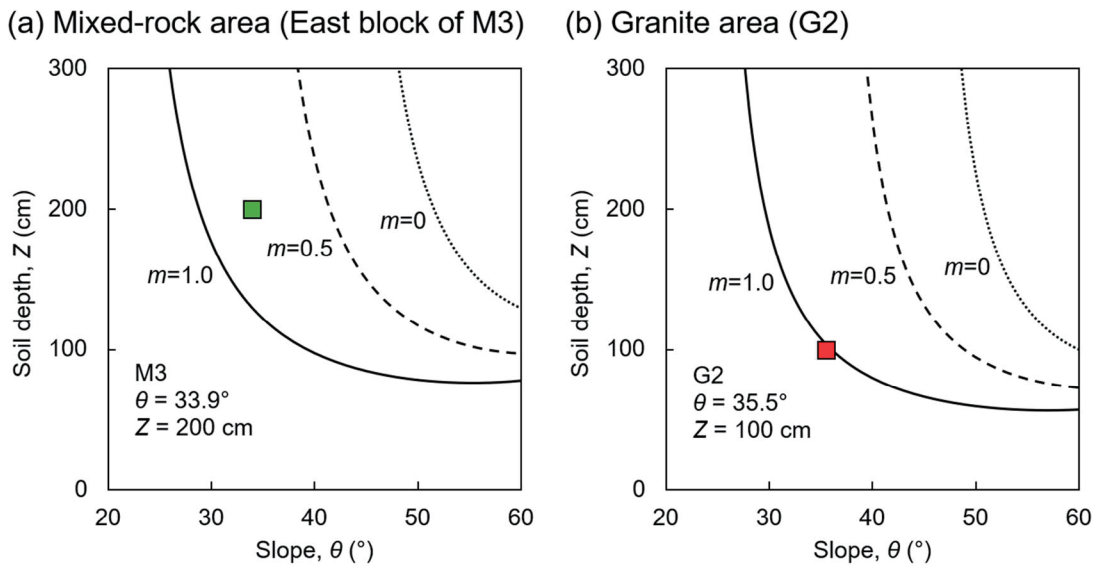 (a) Mixed-rock area (East block of M3)
300
200
100
0
20
30
40
50
60
Soil depth, Z (cm)
Slope, θ (°)
m=1.0
m=0.5
m=0
M3
θ = 33.9°
Z = 200 cm
(b) Granite area (G2)
300
200
100
0
20
30
40
50
60
Soil depth, Z (cm)
Slope, θ (°)
m=1.0
m=0.5
m=0
G2
θ = 35.5°
Z = 100 cm